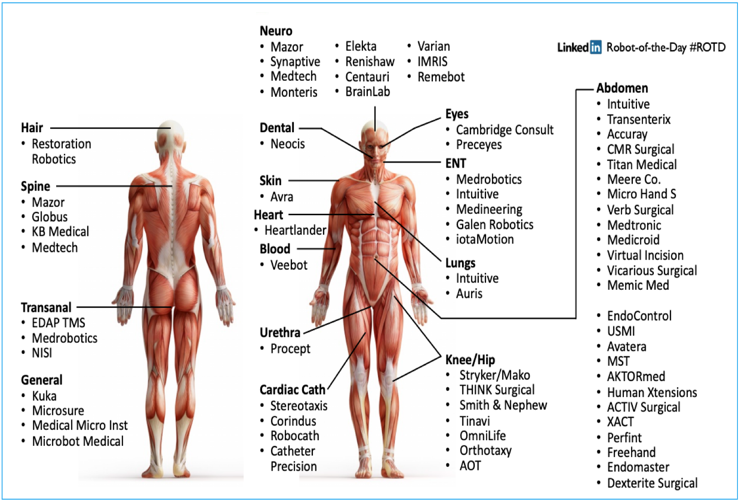 Linked in Robot-of-the-Day #ROTD
Neuro
• Mazor
• Synaptive
• Medtech
• Monteris
• Elekta
• Renishaw
• Centauri
• BrainLab
• Varian
• IMRIS
• Remebot
Hair
• Restoration
Robotics
Spine
• Mazor
• Globus
• KB Medical
• Medtech
Transanal
• EDAP TMS
• Medrobotics
• NISI
General
• Kuka
• Microsure
• Medical Micro Inst
• Microbot Medical
Dental
• Neocis
Skin
• Avra
Heart
• Heartlander
Blood
• Veebot
Urethra
• Procept
Cardiac Cath
• Stereotaxis
• Corindus
• Robocath
• Catheter
Precision
Eyes
• Cambridge Consult
• Preceyes
ENT
• Medrobotics
• Intuitive
• Medineering
• Galen Robotics
• iotaMotion
Lungs
• Intuitive
• Auris
Knee/Hip
• Stryker/Mako
• THINK Surgical
• Smith & Nephew
• Tinavi
• OmniLife
• Orthotaxy
• AOT
Abdomen
• Intuitive
• Transenterix
• Accuray
• CMR Surgical
• Titan Medical
• Meere Co.
• Micro Hand S
• Verb Surgical
• Medtronic
• Medicroid
• Virtual Incision
• Vicarious Surgical
• Memic Med
• EndoControl
• USMI
• Avatera
• MST
• AKTORmed
• Human Xtensions
• ACTIV Surgical
• XACT
• Perfint
• Freehand
• Endomaster
• Dexterite Surgical